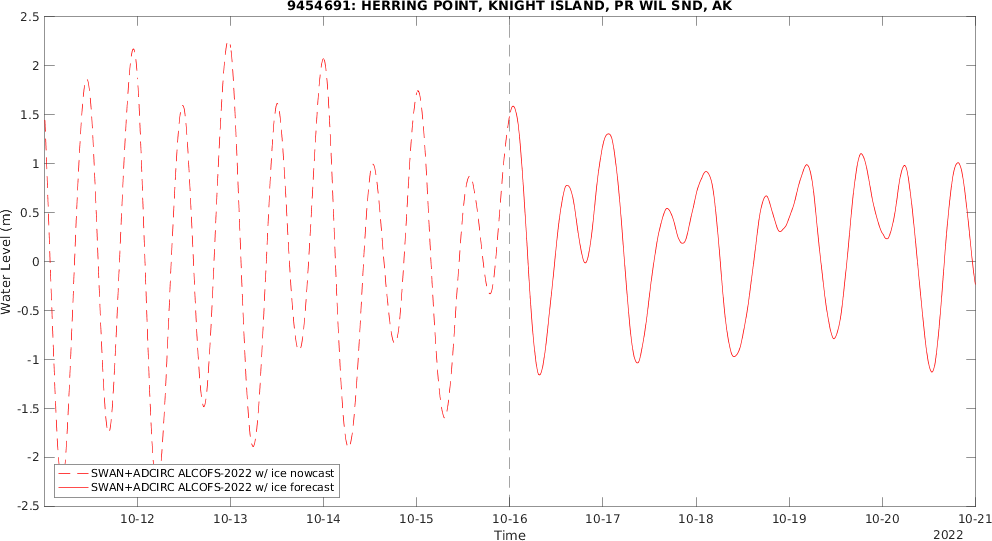 9454691: HERRING POINT, KNIGHT ISLAND, PR WIL SND, AK
Water Level (m)
2.5
2
1.5
1
0.5
0
-0.5
-1
-1.5
-2
-2.5
SWAN+ADCIRC ALCOFS-2022 w/ ice nowcast
SWAN+ADCIRC ALCOFS-2022 w/ ice forecast
10-12 10-13 10-14 10-15 10-16 10-17 10-18 10-19 10-20 10-21
Time
2022